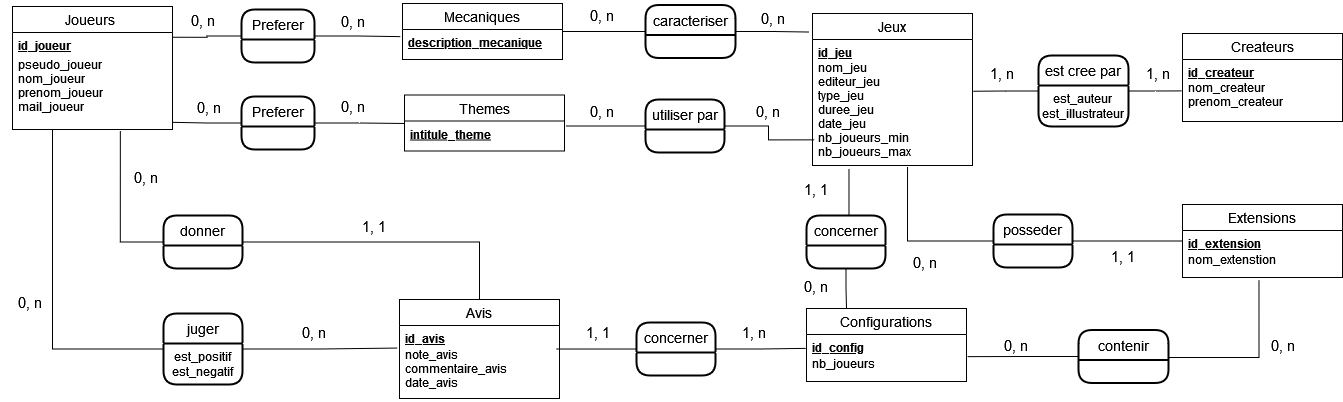 Joueurs
id_joueur
pseudo_joueur
nom_joueur
prenom_joueur
mail_joueur
0, n
Preferer
0, n
Mecaniques
description_mecanique
0, n
caracteriser
0, n
0, n
Preferer
0, n
Themes
intitule_theme
0, n
utiliser par
0, n
Jeux
id_jeu
nom_jeu
editeur_jeu
type_jeu
duree_jeu
date_jeu
nb_joueurs_min
nb_joueurs_max
1, n
est cree par
est_auteur
est_illustrateur
1, n
Createurs
id_createur
nom_createur
prenom_createur
0, n
donner
1, 1
1, 1
concerner
0, n
0, n
posseder
1, 1
Extensions
id_extension
nom_extenstion
0, n
juger
est_positif
est_negatif
0, n
Avis
id_avis
note_avis
commentaire_avis
date_avis
1, 1
concerner
1, n
Configurations
id_config
nb_joueurs
0, n
contenir
0, n